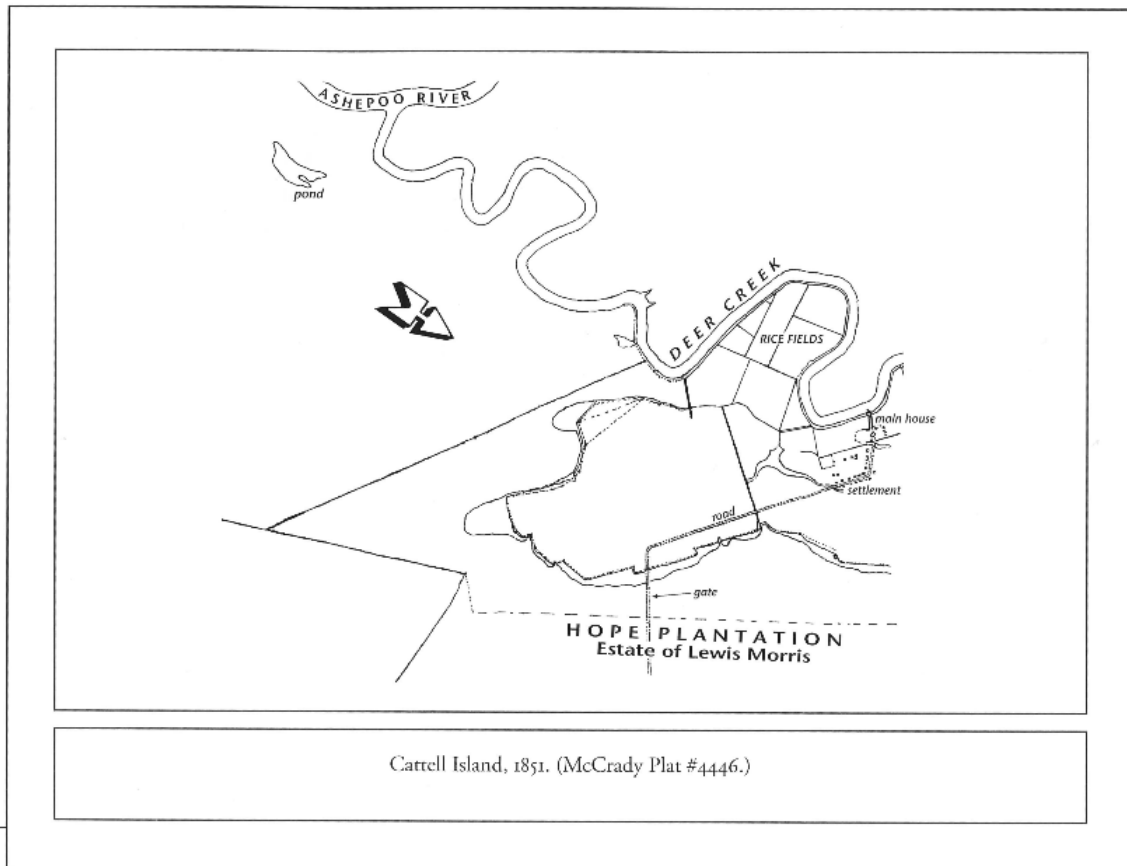 ASHEPOO RIVER
pond
DEER CREEK
RICE FIELDS
main house
settlement
road
gate
HOPE PLANTATION
Estate of Lewis Morris
Cattell Island, 1851. (McCrady Plat #4446.)